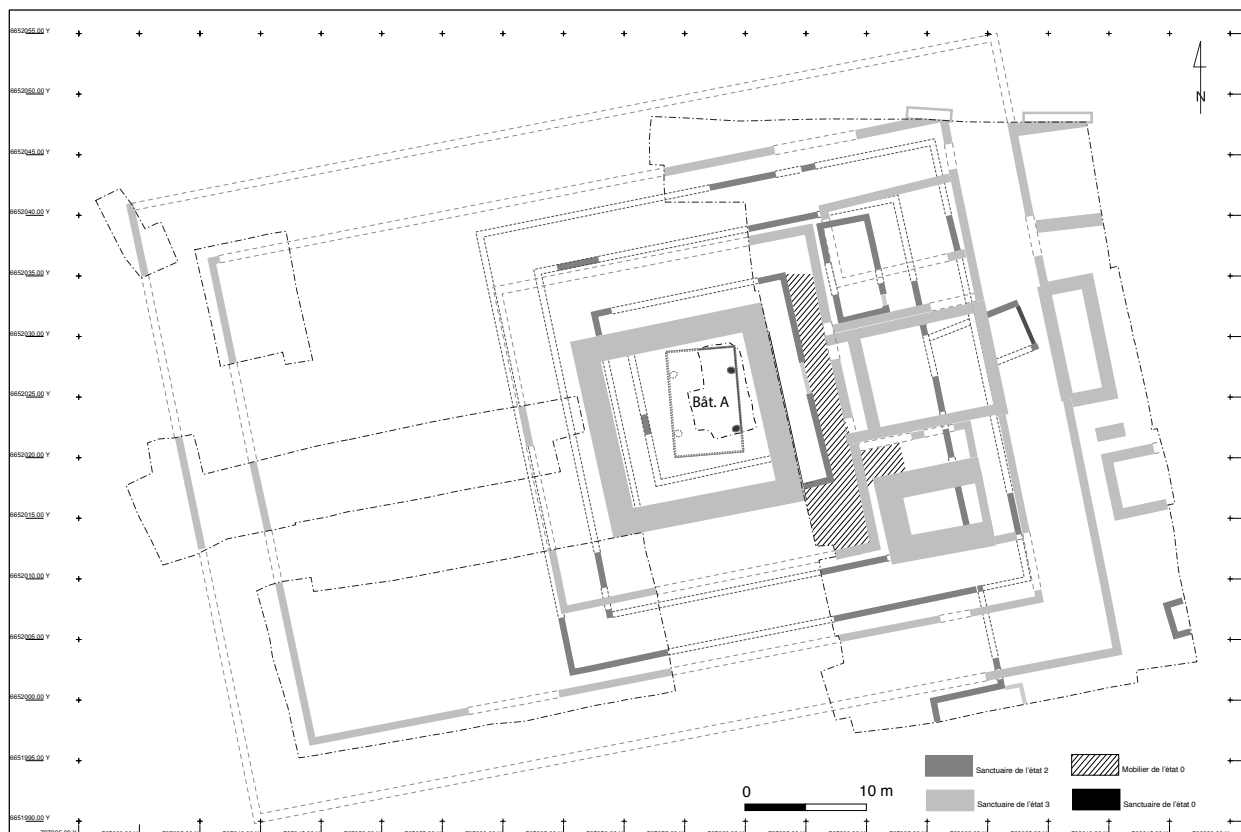 6652055.00 Y
6652050.00 Y
N
6652045.00 Y
6652040.00 Y
6652035.00 Y
6652030.00 Y
6652025.00 Y
Bât. A
6652020.00 Y
6652015.00 Y
6652010.00 Y
6652005.00 Y
6652000.00 Y
6651995.00 Y
6651990.00 Y
0 10 m
Sanctuaire de l'état 2
Mobilier de l'état 0
Sanctuaire de l'état 3
Sanctuaire de l'état 0